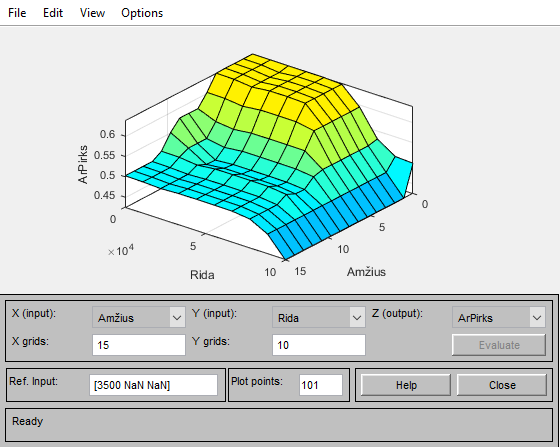 File Edit View Options
ArPirks
0.6
0.55
0.5
0.45
0
×10⁴
5
10
Rida
15
10
5
0
Amžius
X (input): Amžius Y (input): Rida Z (output): ArPirks
X grids: 15 Y grids: 10 Evaluate
Ref. Input: [3500 NaN NaN] Plot points: 101 Help Close
Ready